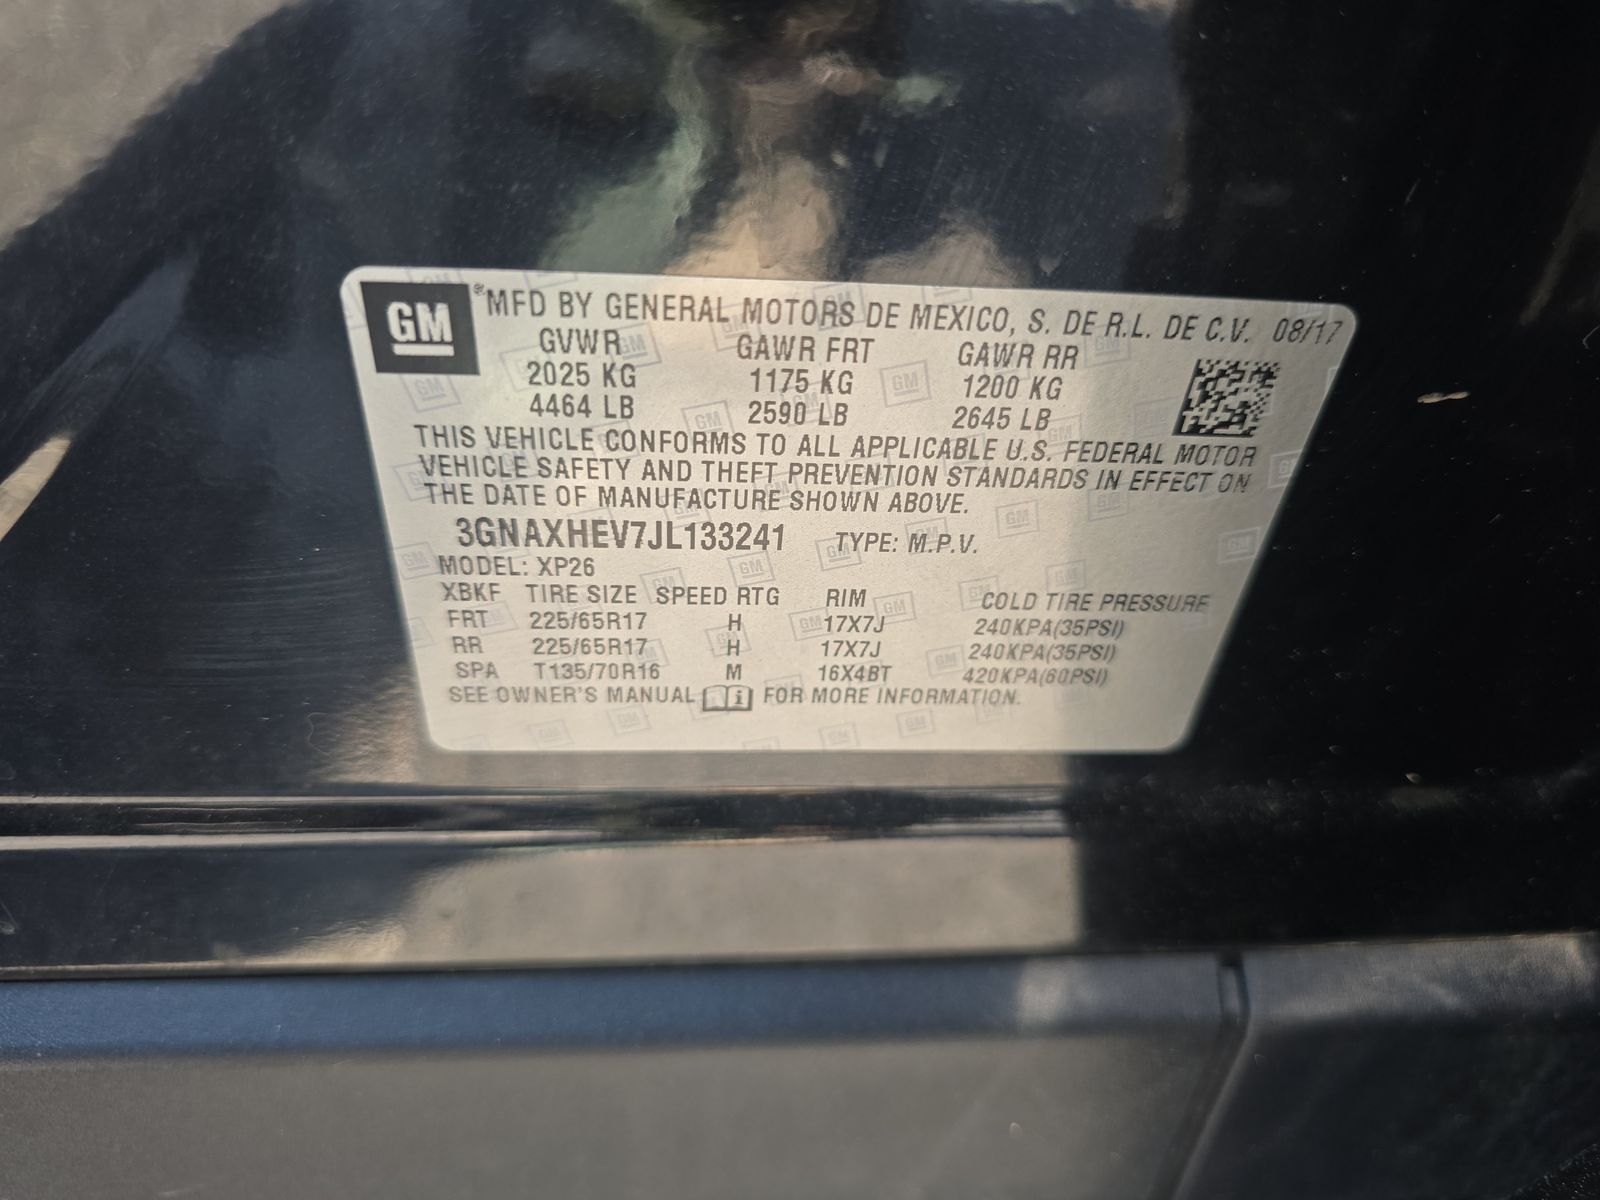 GM ®MFD BY GENERAL MOTORS DE MEXICO, S. DE R.L. DE C.V. 08/17
GVWR GAWR FRT GAWR RR
2025 KG 1175 KG 1200 KG
4464 LB 2590 LB 2645 LB
THIS VEHICLE CONFORMS TO ALL APPLICABLE U.S. FEDERAL MOTOR
VEHICLE SAFETY AND THEFT PREVENTION STANDARDS IN EFFECT ON
THE DATE OF MANUFACTURE SHOWN ABOVE.
3GNAXHEV7JL133241 TYPE: M.P.V.
MODEL: XP26
XBKF TIRE SIZE SPEED RTG RIM COLD TIRE PRESSURE
FRT 225/65R17 H 17X7J 240KPA(35PSI)
RR 225/65R17 H 17X7J 240KPA(35PSI)
SPA T135/70R16 M 16X4BT 420KPA(60PSI)
SEE OWNER'S MANUAL i FOR MORE INFORMATION.